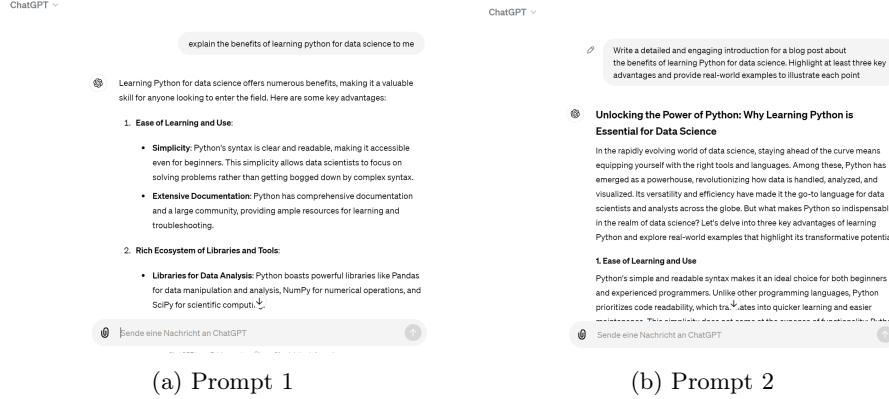 ChatGPT
explain the benefits of learning python for data science to me
Learning Python for data science offers numerous benefits, making it a valuable
skill for anyone looking to enter the field. Here are some key advantages:
1. Ease of Learning and Use:
• Simplicity: Python's syntax is clear and readable, making it accessible
even for beginners. This simplicity allows data scientists to focus on
solving problems rather than getting bogged down by complex syntax.
• Extensive Documentation: Python has comprehensive documentation
and a large community, providing ample resources for learning and
troubleshooting.
2. Rich Ecosystem of Libraries and Tools:
• Libraries for Data Analysis: Python boasts powerful libraries like Pandas
for data manipulation and analysis, NumPy for numerical operations, and
SciPy for scientific computi
Sende eine Nachricht an ChatGPT
(a) Prompt 1
ChatGPT
Write a detailed and engaging introduction for a blog post about
the benefits of learning Python for data science. Highlight at least three key
advantages and provide real-world examples to illustrate each point
Unlocking the Power of Python: Why Learning Python is
Essential for Data Science
In the rapidly evolving world of data science, staying ahead of the curve means
equipping yourself with the right tools and languages. Among these, Python has
emerged as a powerhouse, revolutionizing how data is handled, analyzed, and
visualized. Its versatility and efficiency have made it the go-to language for data
scientists and analysts across the globe. But what makes Python so indispensabl
in the realm of data science? Let's delve into three key advantages of learning
Python and explore real-world examples that highlight its transformative potentia
1. Ease of Learning and Use
Python's simple and readable syntax makes it an ideal choice for both beginners
and experienced programmers. Unlike other programming languages, Python
prioritizes code readability, which tra ates into quicker learning and easier
Sende eine Nachricht an ChatGPT
(b) Prompt 2